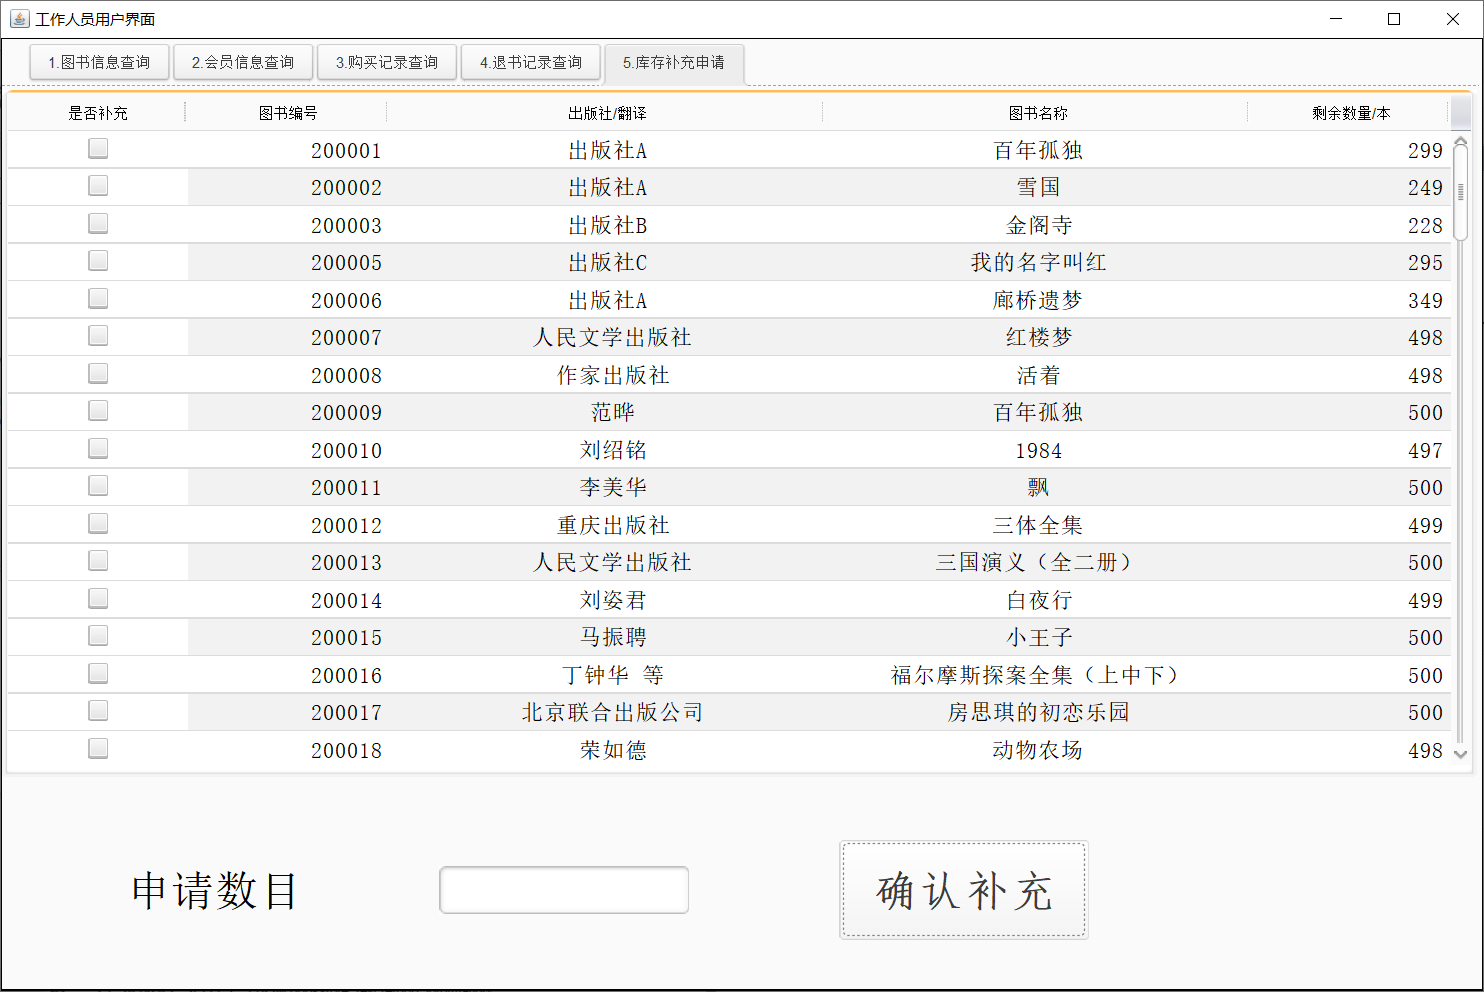 工作人员用户界面
1.图书信息查询 2.会员信息查询 3.购买记录查询 4.退书记录查询 5.库存补充申请
是否补充 图书编号 出版社/翻译 图书名称 剩余数量/本
200001 出版社A 百年孤独 299
200002 出版社A 雪国 249
200003 出版社B 金阁寺 228
200005 出版社C 我的名字叫红 295
200006 出版社A 廊桥遗梦 349
200007 人民文学出版社 红楼梦 498
200008 作家出版社 活着 498
200009 范晔 百年孤独 500
200010 刘绍铭 1984 497
200011 李美华 飘 500
200012 重庆出版社 三体全集 499
200013 人民文学出版社 三国演义（全二册） 500
200014 刘姿君 白夜行 499
200015 马振聘 小王子 500
200016 丁钟华 等 福尔摩斯探案全集（上中下） 500
200017 北京联合出版公司 房思琪的初恋乐园 500
200018 荣如德 动物农场 498
申请数目 确认补充